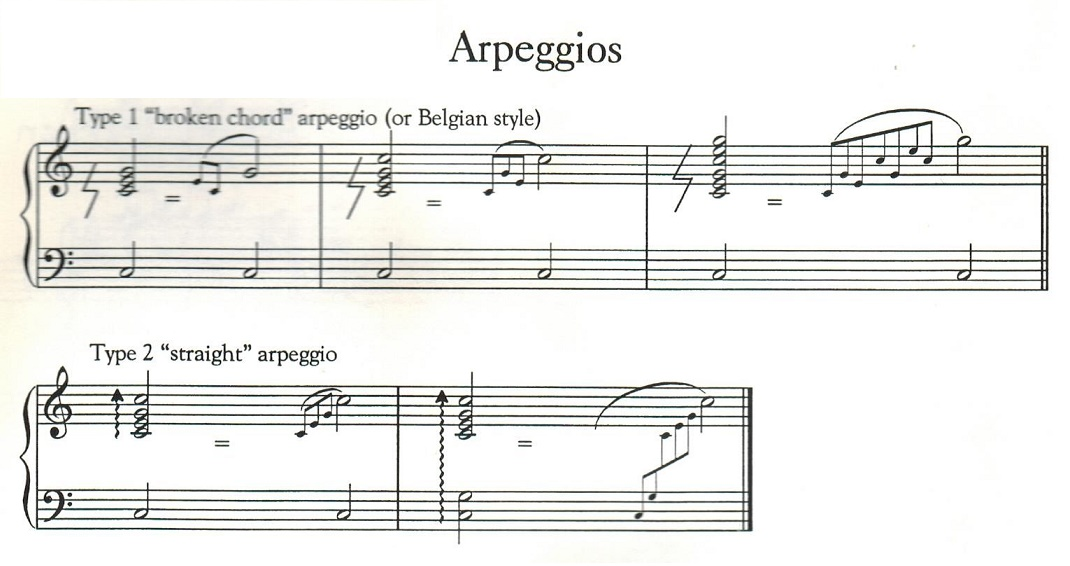 Arpeggios
Type 1 “broken chord” arpeggio (or Belgian style)
=
=
=
Type 2 “straight” arpeggio
=
=